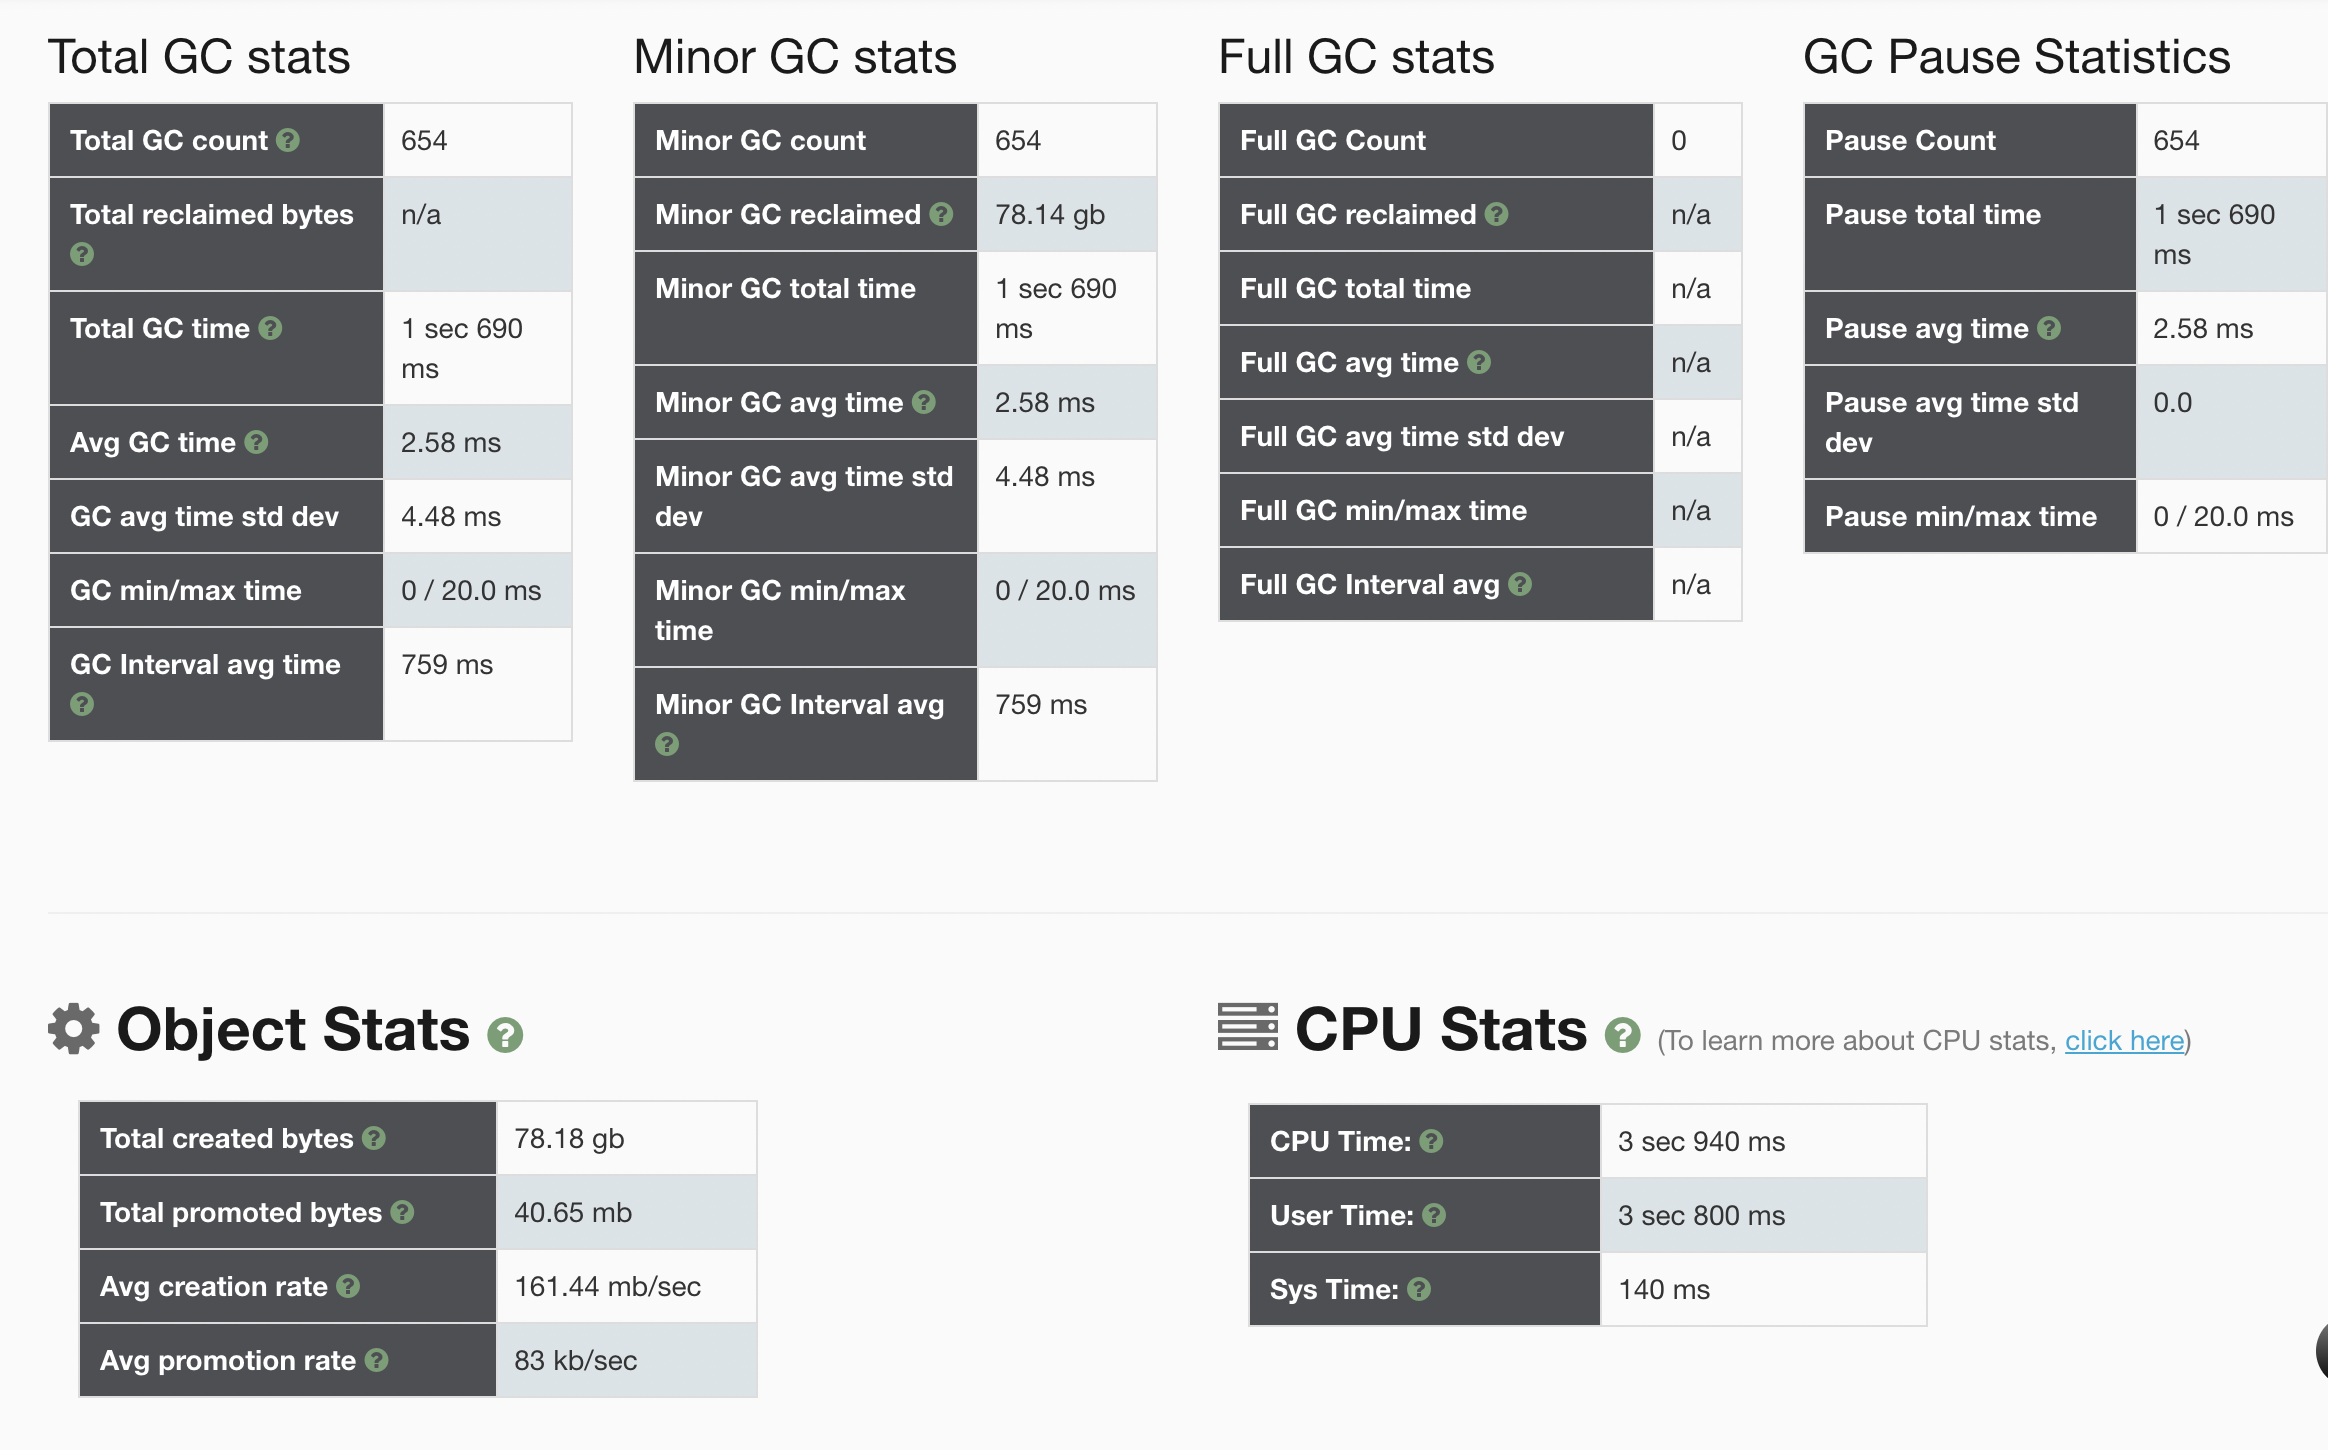 Total GC stats
Total GC count ? 654
Total reclaimed bytes n/a
?
Total GC time ? 1 sec 690
ms
Avg GC time ? 2.58 ms
GC avg time std dev 4.48 ms
GC min/max time 0 / 20.0 ms
GC Interval avg time 759 ms
?
Minor GC stats
Minor GC count 654
Minor GC reclaimed ? 78.14 gb
Minor GC total time 1 sec 690
ms
Minor GC avg time ? 2.58 ms
Minor GC avg time std 4.48 ms
dev
Minor GC min/max 0 / 20.0 ms
time
Minor GC Interval avg 759 ms
?
Full GC stats
Full GC Count 0
Full GC reclaimed ? n/a
Full GC total time n/a
Full GC avg time ? n/a
Full GC avg time std dev n/a
Full GC min/max time n/a
Full GC Interval avg ? n/a
GC Pause Statistics
Pause Count 654
Pause total time 1 sec 690
ms
Pause avg time ? 2.58 ms
Pause avg time std 0.0
dev
Pause min/max time 0 / 20.0 ms
Object Stats ?
Total created bytes ? 78.18 gb
Total promoted bytes ? 40.65 mb
Avg creation rate ? 161.44 mb/sec
Avg promotion rate ? 83 kb/sec
CPU Stats ? (To learn more about CPU stats, click here)
CPU Time: ? 3 sec 940 ms
User Time: ? 3 sec 800 ms
Sys Time: ? 140 ms